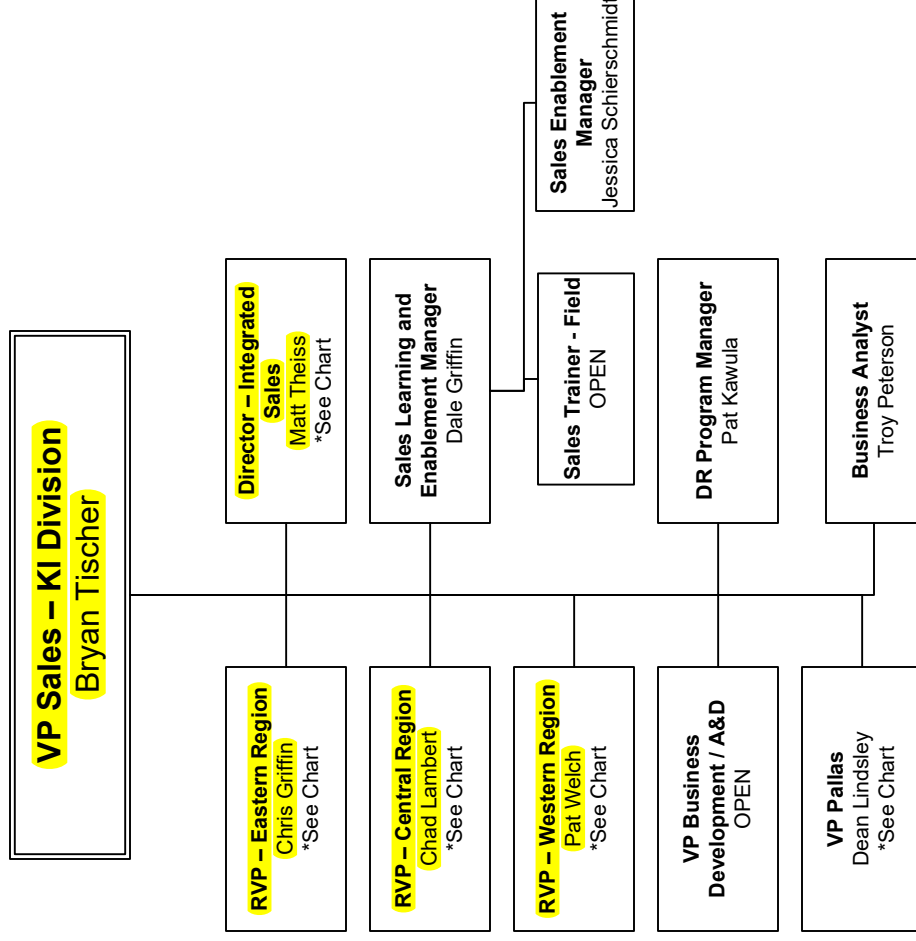 VP Sales – KI Division
Bryan Tischer
RVP – Eastern Region
Chris Griffin
*See Chart
Director – Integrated
Sales
Matt Theiss
*See Chart
RVP – Central Region
Chad Lambert
*See Chart
Sales Learning and
Enablement Manager
Dale Griffin
RVP – Western Region
Pat Welch
*See Chart
Sales Trainer - Field
OPEN
Sales Enablement
Manager
Jessica Schierschmidt
VP Business
Development / A&D
OPEN
DR Program Manager
Pat Kawula
VP Pallas
Dean Lindsley
*See Chart
Business Analyst
Troy Peterson